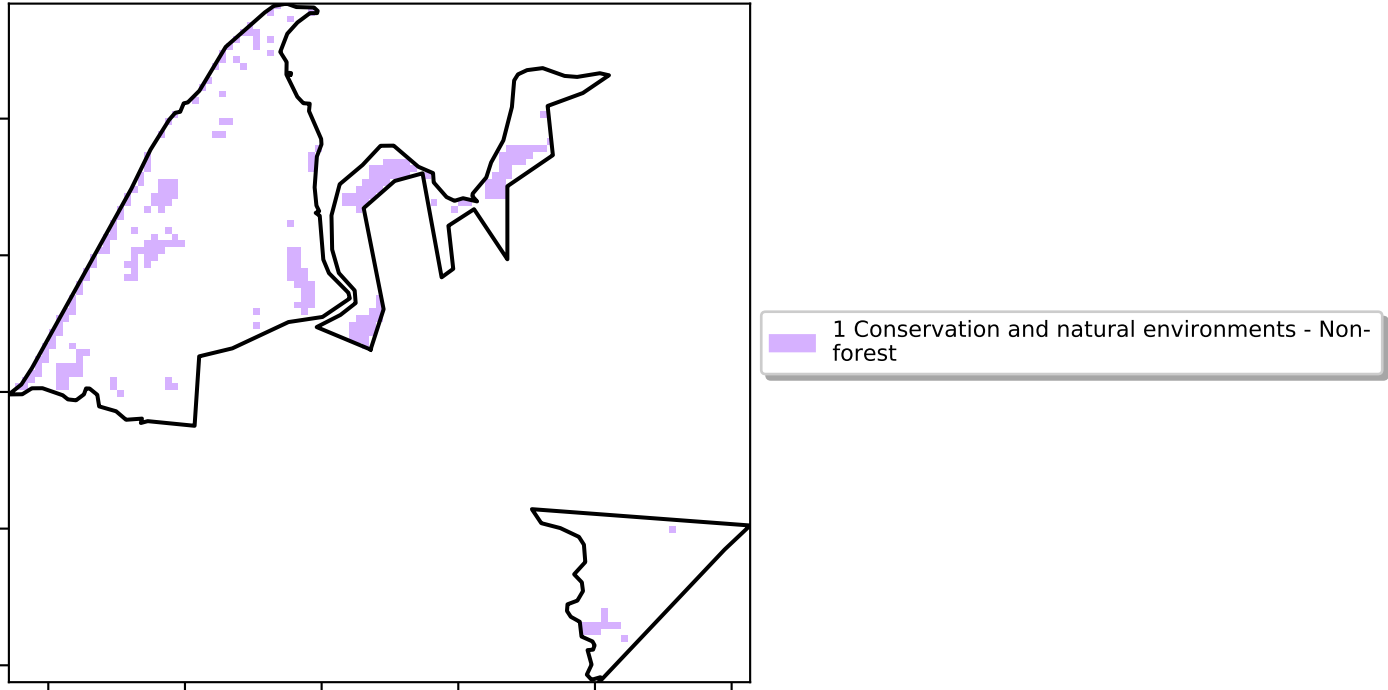 1 Conservation and natural environments - Non-
forest